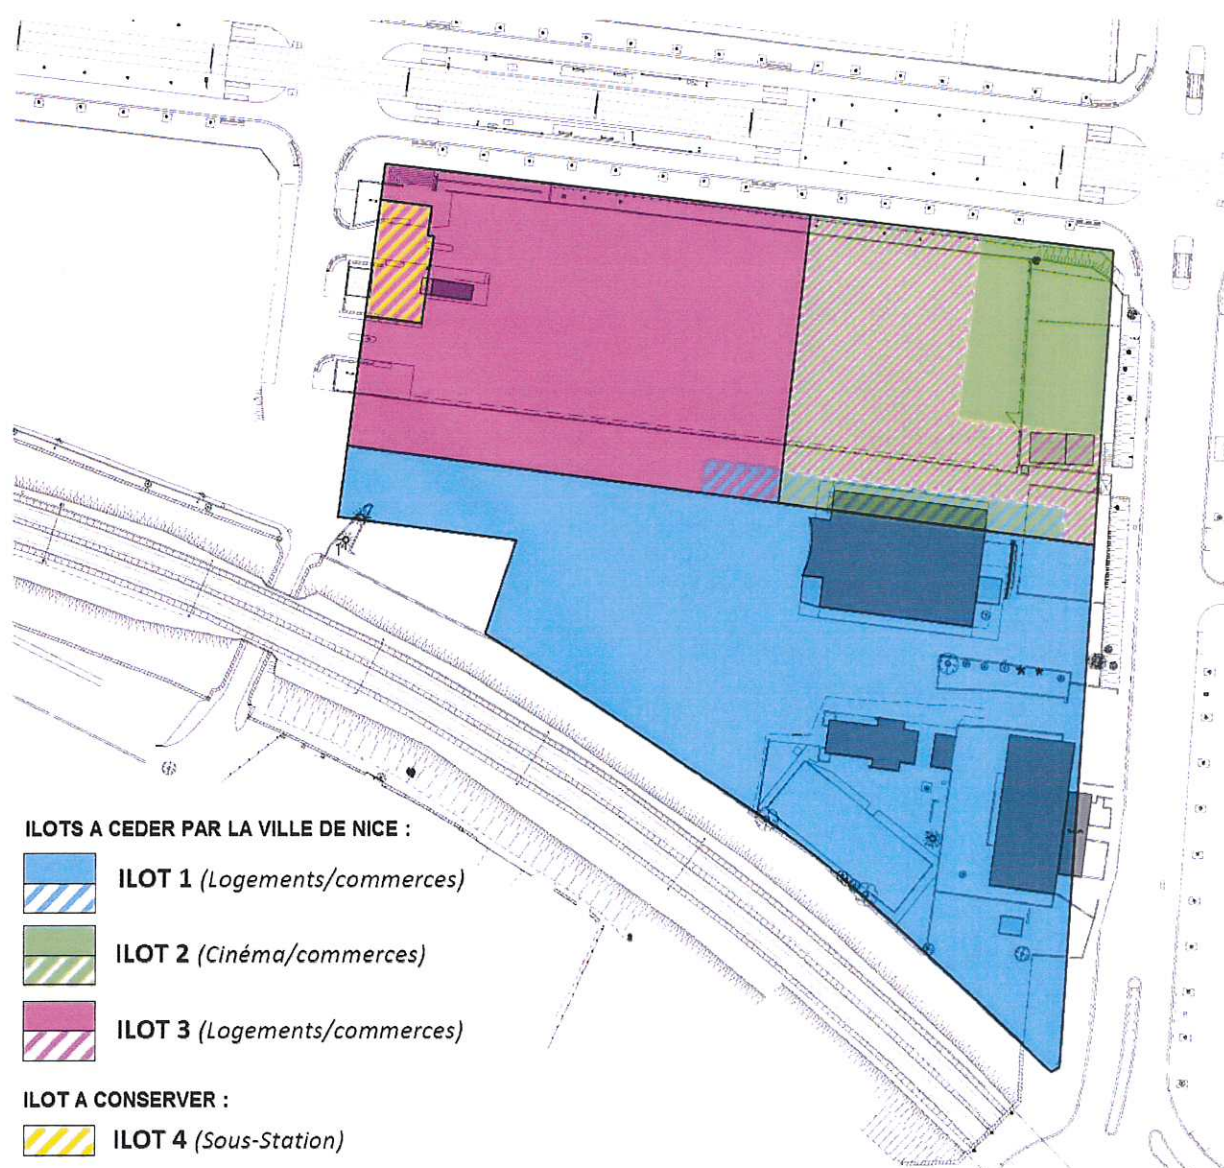 ILOTS A CEDER PAR LA VILLE DE NICE :
ILOT 1 (Logements/commerces)
ILOT 2 (Cinéma/commerces)
ILOT 3 (Logements/commerces)
ILOT A CONSERVER :
ILOT 4 (Sous-Station)